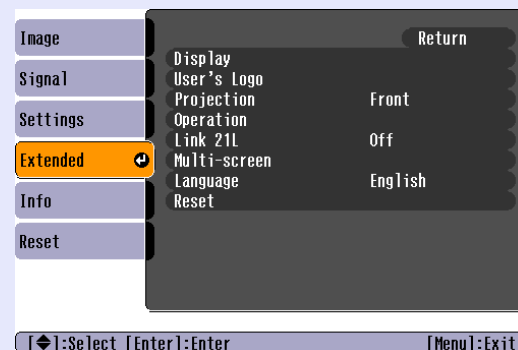 Image
Signal
Settings
Extended
Info
Reset
Return
Display
User's Logo
Projection Front
Operation
Link 21L Off
Multi-screen
Language English
Reset
[◆]:Select [Enter]:Enter [Menu]:Exit